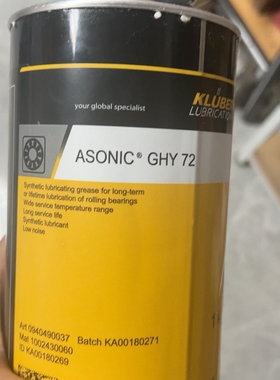 KLÜBER
LUBRICATION
your global specialist
ASONIC® GHY 72
Synthetic lubricating grease for long-term
or lifetime lubrication of rolling bearings
Wide service temperature range
Long service life
Synthetic lubricant
Low noise
Art 0940490037 Batch KA00180271
Mat 1002430060
ID KA00180269
1